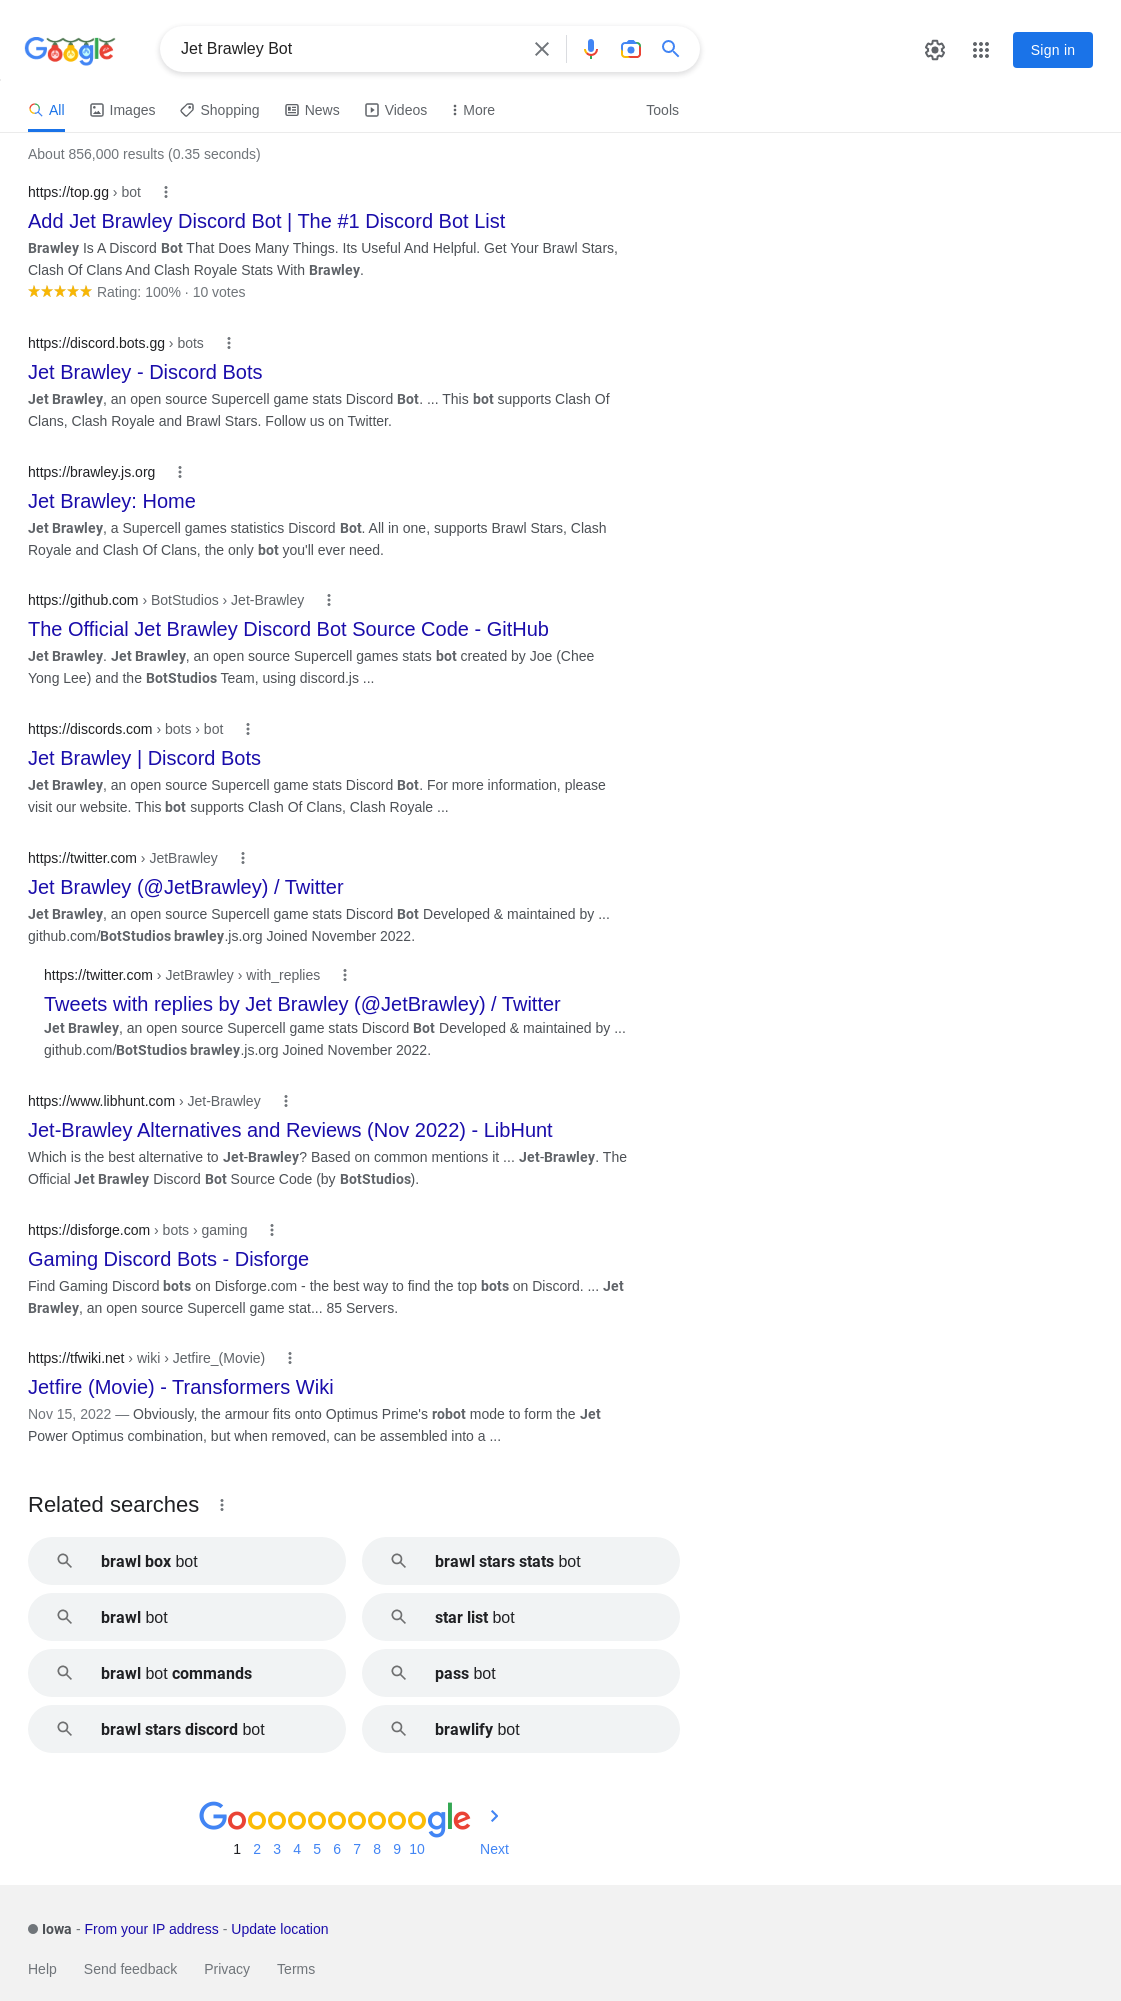 Google
Jet Brawley Bot
Sign in
All
Images
Shopping
News
Videos
More
Tools
About 856,000 results (0.35 seconds)
https://top.gg › bot
Add Jet Brawley Discord Bot | The #1 Discord Bot List
Brawley Is A Discord Bot That Does Many Things. Its Useful And Helpful. Get Your Brawl Stars,
Clash Of Clans And Clash Royale Stats With Brawley.
Rating: 100% · 10 votes
https://discord.bots.gg › bots
Jet Brawley - Discord Bots
Jet Brawley, an open source Supercell game stats Discord Bot. ... This bot supports Clash Of
Clans, Clash Royale and Brawl Stars. Follow us on Twitter.
https://brawley.js.org
Jet Brawley: Home
Jet Brawley, a Supercell games statistics Discord Bot. All in one, supports Brawl Stars, Clash
Royale and Clash Of Clans, the only bot you'll ever need.
https://github.com › BotStudios › Jet-Brawley
The Official Jet Brawley Discord Bot Source Code - GitHub
Jet Brawley. Jet Brawley, an open source Supercell games stats bot created by Joe (Chee
Yong Lee) and the BotStudios Team, using discord.js ...
https://discords.com › bots › bot
Jet Brawley | Discord Bots
Jet Brawley, an open source Supercell game stats Discord Bot. For more information, please
visit our website. This bot supports Clash Of Clans, Clash Royale ...
https://twitter.com › JetBrawley
Jet Brawley (@JetBrawley) / Twitter
Jet Brawley, an open source Supercell game stats Discord Bot Developed & maintained by ...
github.com/BotStudios brawley.js.org Joined November 2022.
https://twitter.com › JetBrawley › with_replies
Tweets with replies by Jet Brawley (@JetBrawley) / Twitter
Jet Brawley, an open source Supercell game stats Discord Bot Developed & maintained by ...
github.com/BotStudios brawley.js.org Joined November 2022.
https://www.libhunt.com › Jet-Brawley
Jet-Brawley Alternatives and Reviews (Nov 2022) - LibHunt
Which is the best alternative to Jet-Brawley? Based on common mentions it ... Jet-Brawley. The
Official Jet Brawley Discord Bot Source Code (by BotStudios).
https://disforge.com › bots › gaming
Gaming Discord Bots - Disforge
Find Gaming Discord bots on Disforge.com - the best way to find the top bots on Discord. ... Jet
Brawley, an open source Supercell game stat... 85 Servers.
https://tfwiki.net › wiki › Jetfire_(Movie)
Jetfire (Movie) - Transformers Wiki
Nov 15, 2022 — Obviously, the armour fits onto Optimus Prime's robot mode to form the Jet
Power Optimus combination, but when removed, can be assembled into a ...
Related searches
brawl box bot
brawl stars stats bot
brawl bot
star list bot
brawl bot commands
pass bot
brawl stars discord bot
brawlify bot
Goooooooooogle
1 2 3 4 5 6 7 8 9 10 Next
Iowa - From your IP address - Update location
Help Send feedback Privacy Terms